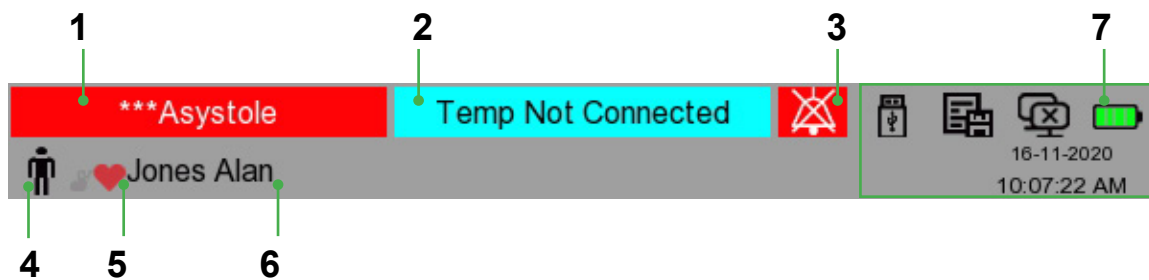 1 2 3 7
***Asystole Temp Not Connected
16-11-2020
Jones Alan
10:07:22 AM
4 5 6